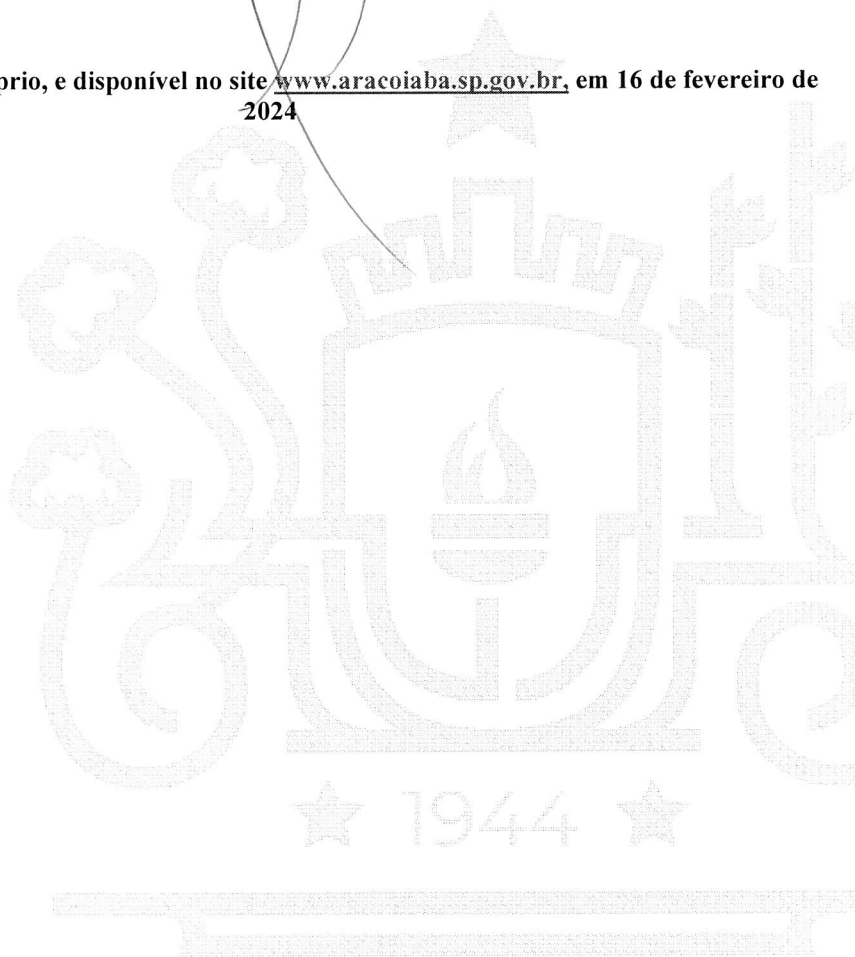 prio, e disponível no site www.aracoiaba.sp.gov.br, em 16 de fevereiro de
2024
1944